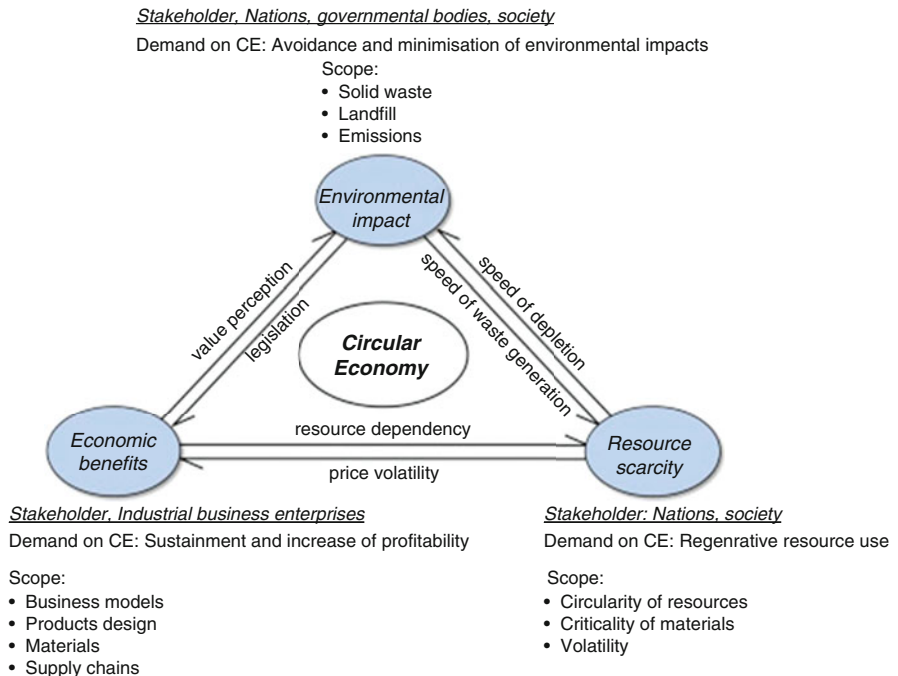 Stakeholder, Nations, governmental bodies, society
Demand on CE: Avoidance and minimisation of environmental impacts
Scope:
• Solid waste
• Landfill
• Emissions
Environmental
impact
value perception
legislation
speed of waste generation
speed of depletion
Circular
Economy
Economic
benefits
resource dependency
price volatility
Resource
scarcity
Stakeholder, Industrial business enterprises
Demand on CE: Sustainment and increase of profitability
Scope:
• Business models
• Products design
• Materials
• Supply chains
Stakeholder: Nations, society
Demand on CE: Regenrative resource use
Scope:
• Circularity of resources
• Criticality of materials
• Volatility